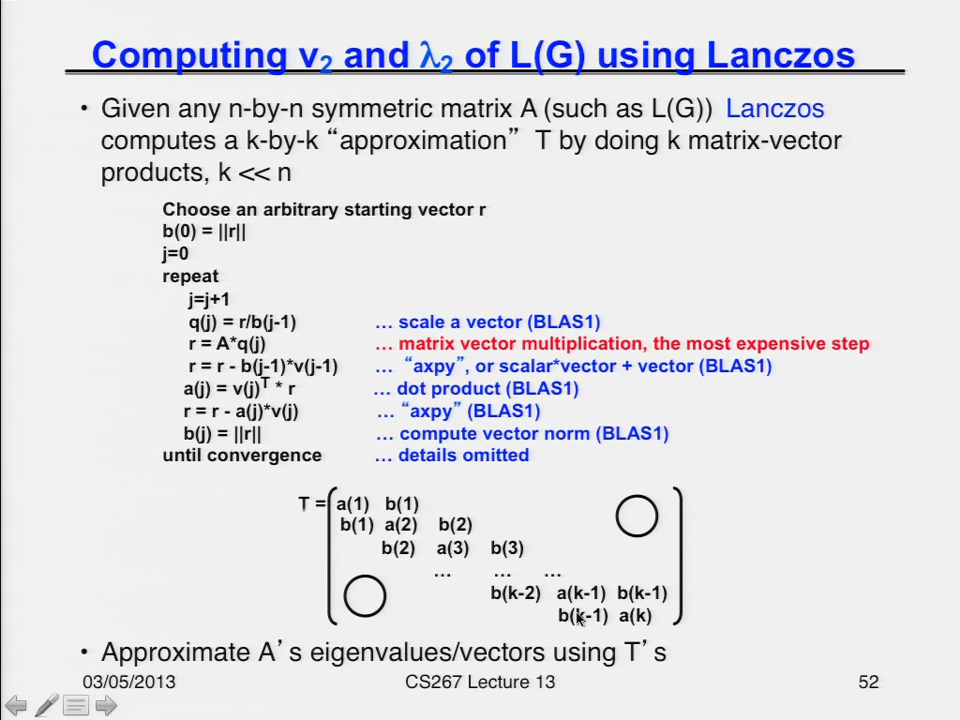 Computing v2 and λ2 of L(G) using Lanczos
• Given any n-by-n symmetric matrix A (such as L(G)) Lanczos
computes a k-by-k “approximation” T by doing k matrix-vector
products, k << n
Choose an arbitrary starting vector r
b(0) = ||r||
j=0
repeat
j=j+1
q(j) = r/b(j-1) … scale a vector (BLAS1)
r = A*q(j) … matrix vector multiplication, the most expensive step
r = r - b(j-1)*v(j-1) … “axpy”, or scalar*vector + vector (BLAS1)
a(j) = v(j)T * r … dot product (BLAS1)
r = r - a(j)*v(j) … “axpy” (BLAS1)
b(j) = ||r|| … compute vector norm (BLAS1)
until convergence … details omitted
T = a(1) b(1)
b(1) a(2) b(2)
b(2) a(3) b(3)
… … …
b(k-2) a(k-1) b(k-1)
b(k-1) a(k)
• Approximate A’s eigenvalues/vectors using T’s
03/05/2013 CS267 Lecture 13 52